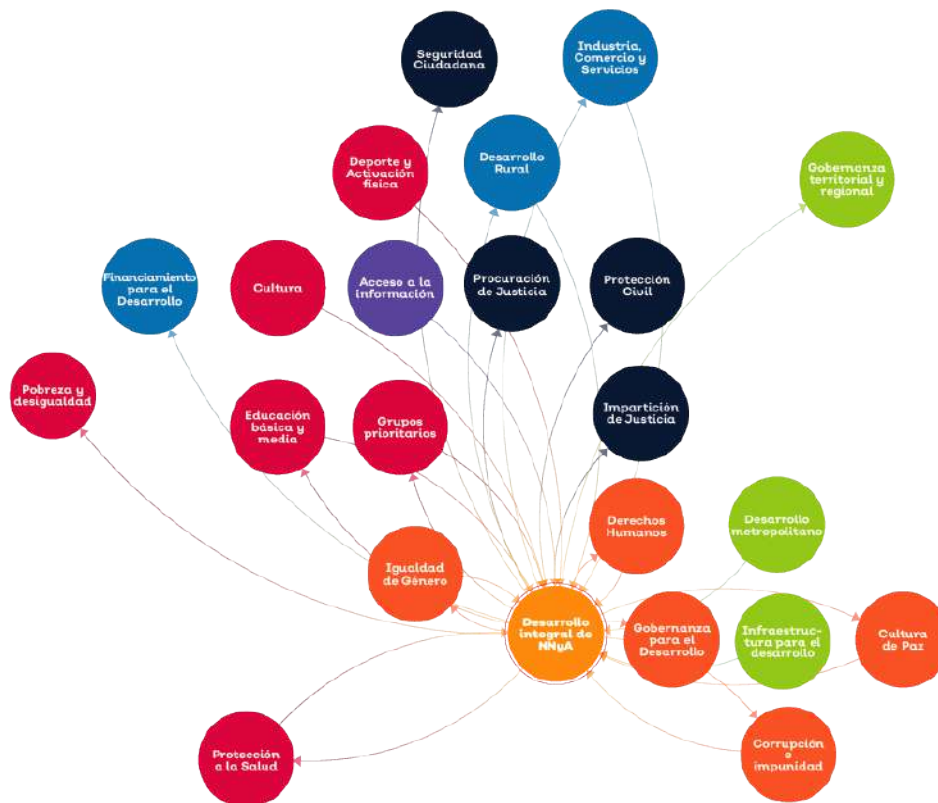 Seguridad
Ciudadana
Industria,
Comercio y
Servicios
Deporte y
Activación
física
Desarrollo
Rural
Gobernanza
territorial y
regional
Financiamiento
para el
Desarrollo
Cultura
Acceso a la
información
Procuración
de Justicia
Protección
Civil
Pobreza y
desigualdad
Educación
básica y
media
Grupos
prioritarios
Impartición
de Justicia
Derechos
Humanos
Desarrollo
metropolitano
Igualdad
de Género
Desarrollo
integral de
NNyA
Gobernanza
para el
Desarrollo
Infraestruc-
tura para el
desarrollo
Cultura
de Paz
Protección
a la Salud
Corrupción
e
impunidad